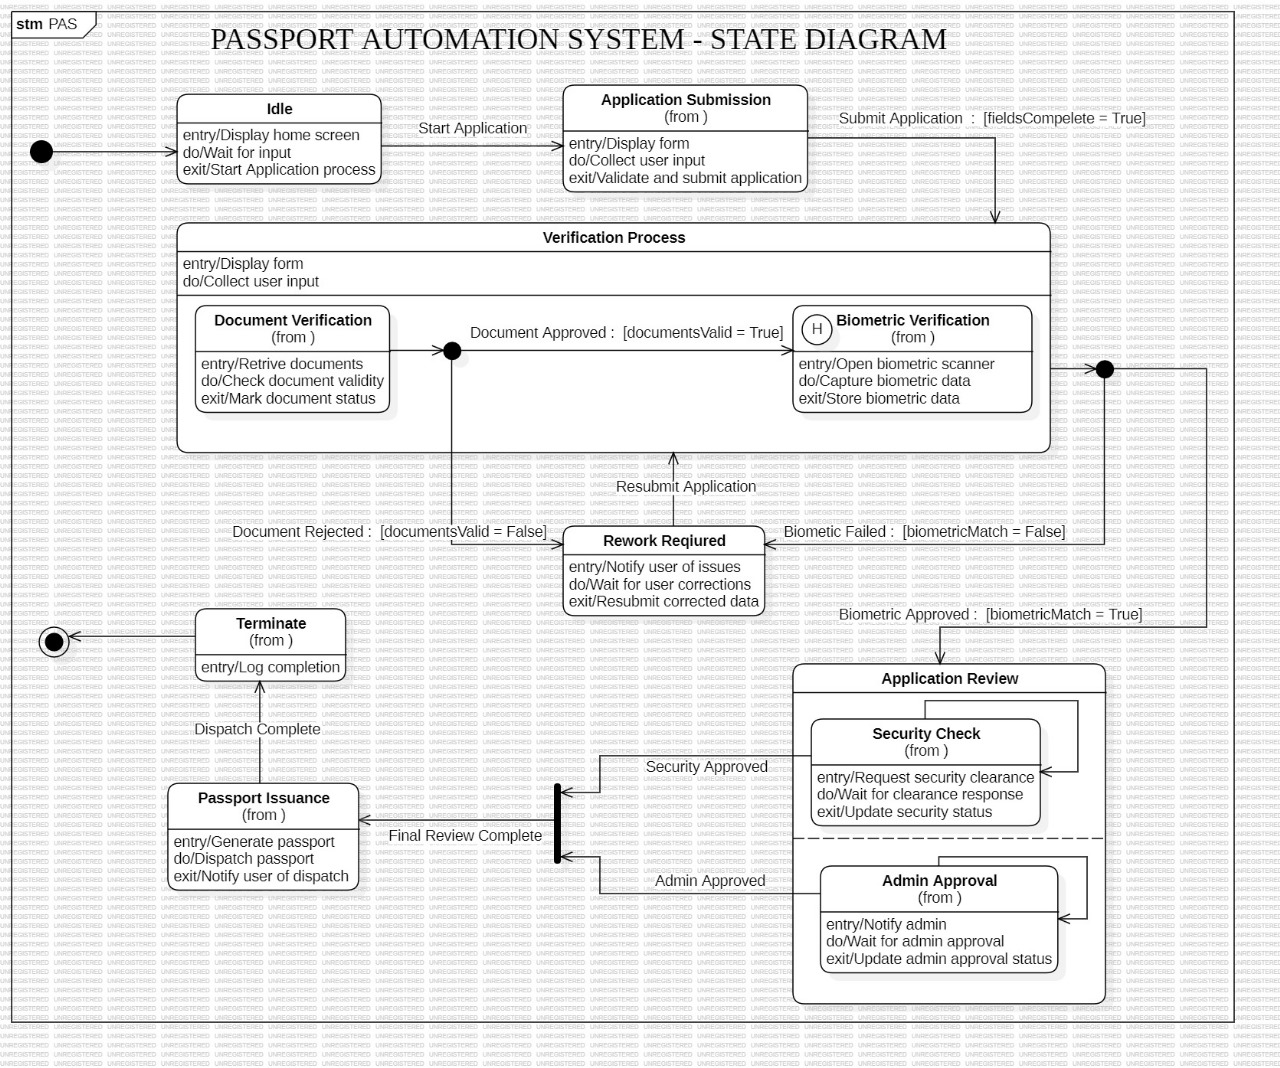 stm PAS
PASSPORT AUTOMATION SYSTEM - STATE DIAGRAM
Idle
entry/Display home screen
do/Wait for input
exit/Start Application process
Start Application
Application Submission
(from )
entry/Display form
do/Collect user input
exit/Validate and submit application
Submit Application : [fieldsCompelete = True]
Verification Process
entry/Display form
do/Collect user input
Document Verification
(from )
entry/Retrive documents
do/Check document validity
exit/Mark document status
Document Approved : [documentsValid = True]
H
Biometric Verification
(from )
entry/Open biometric scanner
do/Capture biometric data
exit/Store biometric data
Resubmit Application
Document Rejected : [documentsValid = False]
Rework Reqiured
entry/Notify user of issues
do/Wait for user corrections
exit/Resubmit corrected data
Biometic Failed : [biometricMatch = False]
Biometric Approved : [biometricMatch = True]
Terminate
(from )
entry/Log completion
Dispatch Complete
Application Review
Security Check
(from )
entry/Request security clearance
do/Wait for clearance response
exit/Update security status
Security Approved
Passport Issuance
(from )
entry/Generate passport
do/Dispatch passport
exit/Notify user of dispatch
Final Review Complete
Admin Approved
Admin Approval
(from )
entry/Notify admin
do/Wait for admin approval
exit/Update admin approval status
UNREGISTERED